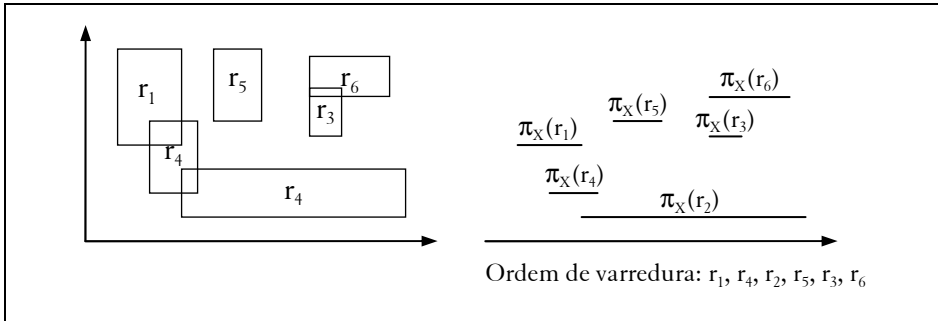 r₁
r₅
r₆
r₃
r₄
r₄
πX(r₆)
πX(r₅)
πX(r₃)
πX(r₁)
πX(r₄)
πX(r₂)
Ordem de varredura: r₁, r₄, r₂, r₅, r₃, r₆